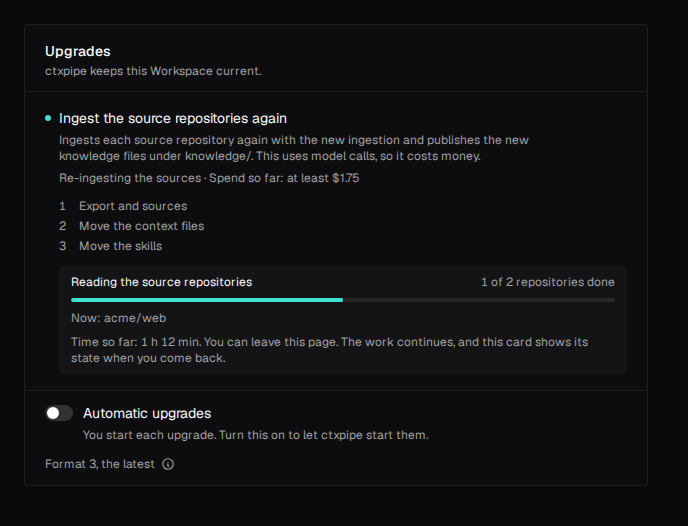 Upgrades
ctxpipe keeps this Workspace current.
Ingest the source repositories again
Ingests each source repository again with the new ingestion and publishes the new
knowledge files under knowledge/. This uses model calls, so it costs money.
Re-ingesting the sources · Spend so far: at least $1.75
1 Export and sources
2 Move the context files
3 Move the skills
Reading the source repositories 1 of 2 repositories done
Now: acme/web
Time so far: 1 h 12 min. You can leave this page. The work continues, and this card shows its
state when you come back.
Automatic upgrades
You start each upgrade. Turn this on to let ctxpipe start them.
Format 3, the latest